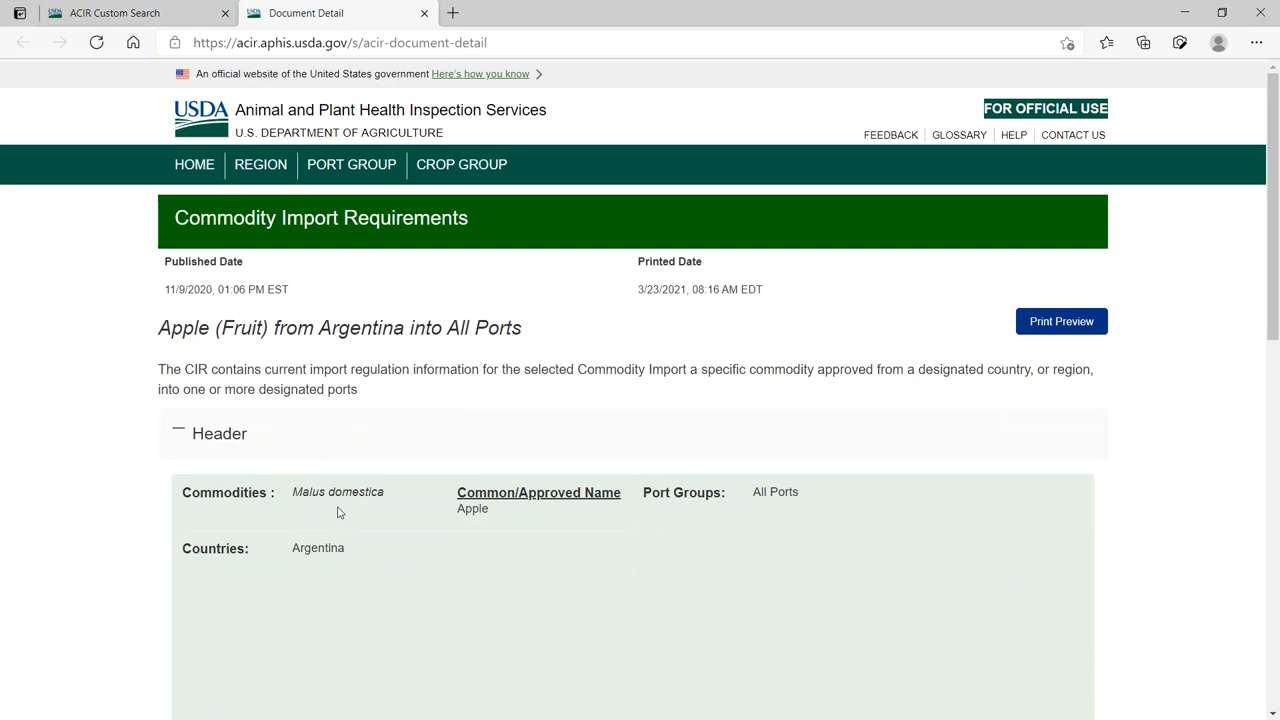 ACIR Custom Search
Document Detail
https://acir.aphis.usda.gov/s/acir-document-detail
An official website of the United States government Here's how you know
USDA Animal and Plant Health Inspection Services
U.S. DEPARTMENT OF AGRICULTURE
FOR OFFICIAL USE
FEEDBACK GLOSSARY HELP CONTACT US
HOME REGION PORT GROUP CROP GROUP
Commodity Import Requirements
Published Date Printed Date
11/9/2020, 01:06 PM EST 3/23/2021, 08:16 AM EDT
Apple (Fruit) from Argentina into All Ports
Print Preview
The CIR contains current import regulation information for the selected Commodity Import a specific commodity approved from a designated country, or region,
into one or more designated ports
Header
Commodities : Malus domestica Common/Approved Name Port Groups: All Ports
Apple
Countries: Argentina